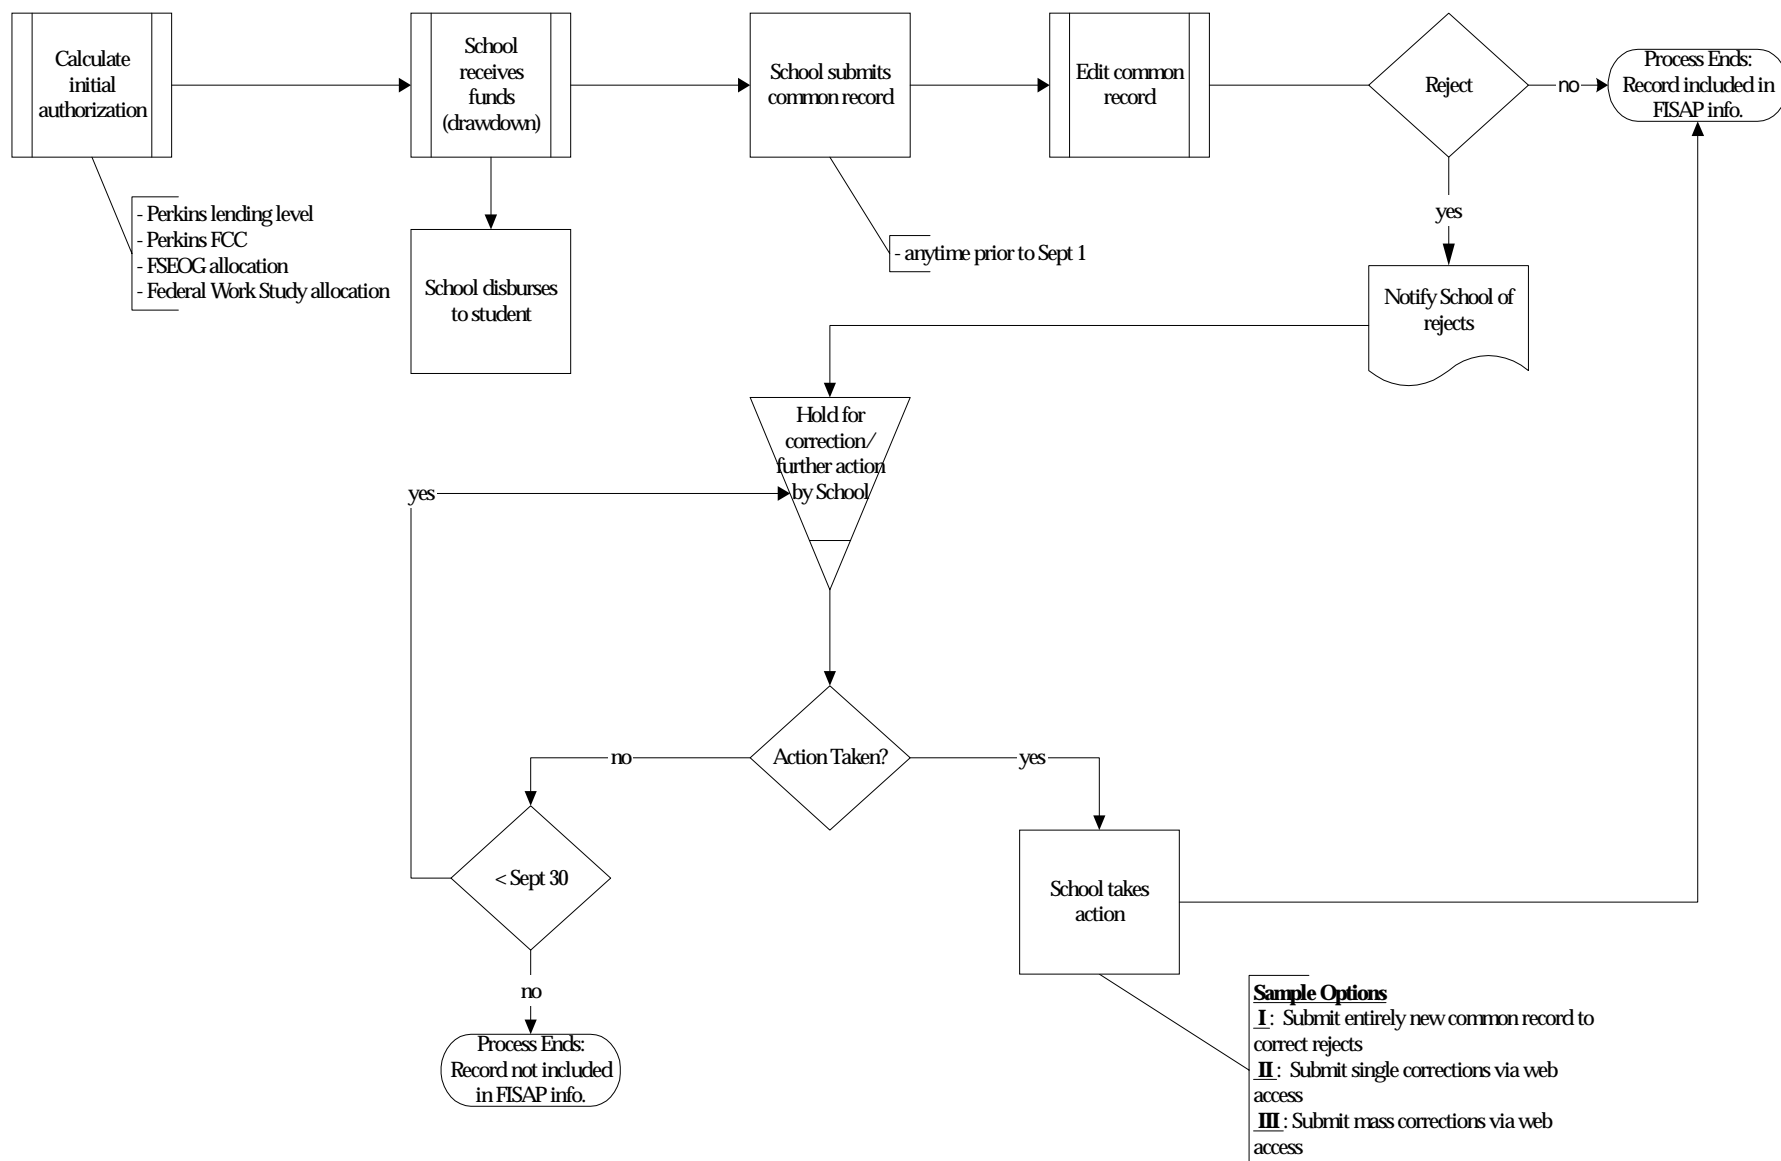 Calculate
initial
authorization
School
receives
funds
(drawdown)
School submits
common record
Edit common
record
Reject
no
Process Ends:
Record included in
FISAP info.
- Perkins lending level
- Perkins FCC
- FSEOG allocation
- Federal Work Study allocation
School disburses
to student
- anytime prior to Sept 1
yes
Notify School of
rejects
Hold for
correction/
further action
by School
yes
no
Action Taken?
yes
< Sept 30
School takes
action
no
Process Ends:
Record not included
in FISAP info.
Sample Options
I : Submit entirely new common record to
correct rejects
II : Submit single corrections via web
access
III : Submit mass corrections via web
access